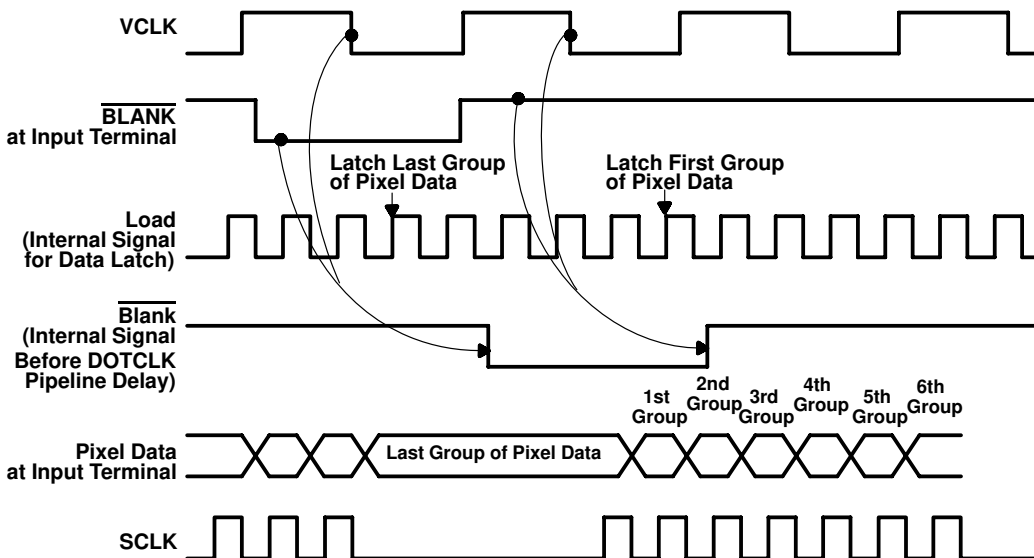 VCLK
BLANK
at Input Terminal
Latch Last Group
of Pixel Data
Latch First Group
of Pixel Data
Load
(Internal Signal
for Data Latch)
Blank
(Internal Signal
Before DOTCLK
Pipeline Delay)
1st
Group
2nd
Group
3rd
Group
4th
Group
5th
Group
6th
Group
Pixel Data
at Input Terminal
Last Group of Pixel Data
SCLK